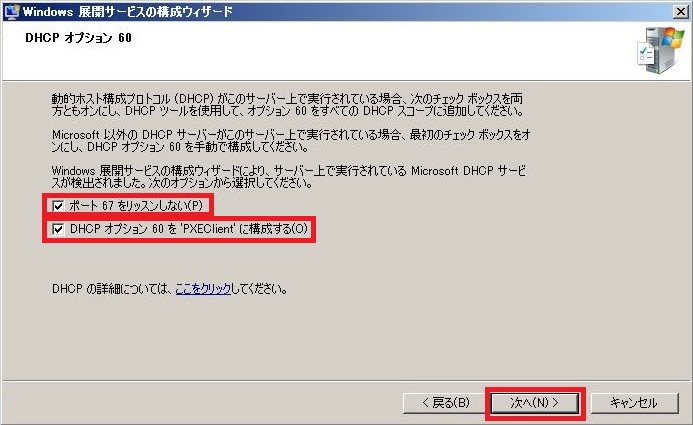 Windows 展開サービスの構成ウィザード
DHCP オプション 60
動的ホスト構成プロトコル (DHCP) がこのサーバー上で実行されている場合、次のチェック ボックスを両
方ともオンにし、DHCP ツールを使用して、オプション 60 をすべての DHCP スコープに追加してください。
Microsoft 以外の DHCP サーバーがこのサーバー上で実行されている場合、最初のチェック ボックスをオ
ンにし、DHCP オプション 60 を手動で構成してください。
Windows 展開サービスの構成ウィザードにより、サーバー上で実行されている Microsoft DHCP サービ
スが検出されました。次のオプションから選択してください。
ポート 67 をリッスンしない(P)
DHCP オプション 60 を 'PXEClient' に構成する(O)
DHCP の詳細については、ここをクリックしてください。
< 戻る(B) 次へ(N) > キャンセル